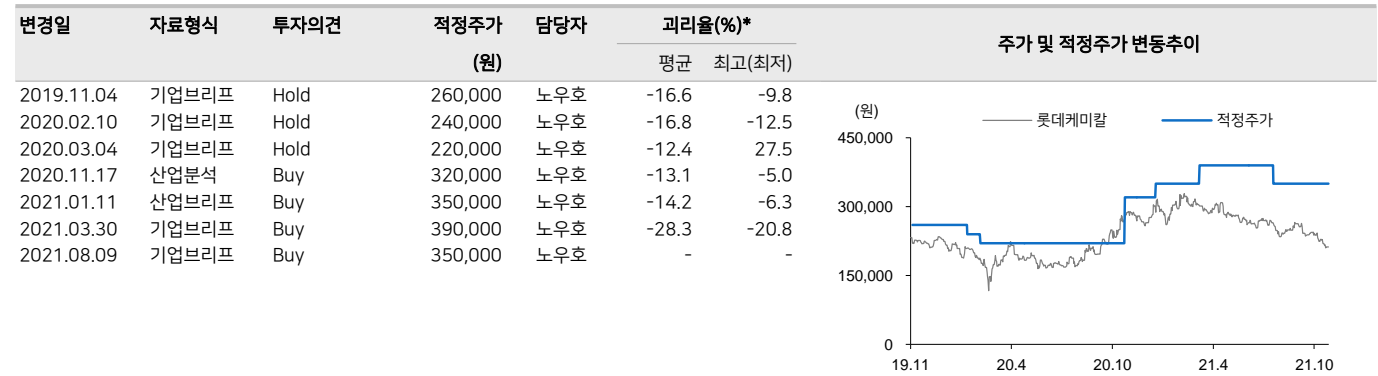 변경일 자료형식 투자의견 적정주가 담당자 괴리율(%)* 주가 및 적정주가 변동추이
(원) 평균 최고(최저)
2019.11.04 기업브리프 Hold 260,000 노우호 -16.6 -9.8
2020.02.10 기업브리프 Hold 240,000 노우호 -16.8 -12.5
2020.03.04 기업브리프 Hold 220,000 노우호 -12.4 27.5
2020.11.17 산업분석 Buy 320,000 노우호 -13.1 -5.0
2021.01.11 산업브리프 Buy 350,000 노우호 -14.2 -6.3
2021.03.30 기업브리프 Buy 390,000 노우호 -28.3 -20.8
2021.08.09 기업브리프 Buy 350,000 노우호 - -
(원) 롯데케미칼 적정주가
450,000
300,000
150,000
0
19.11 20.4 20.10 21.4 21.10